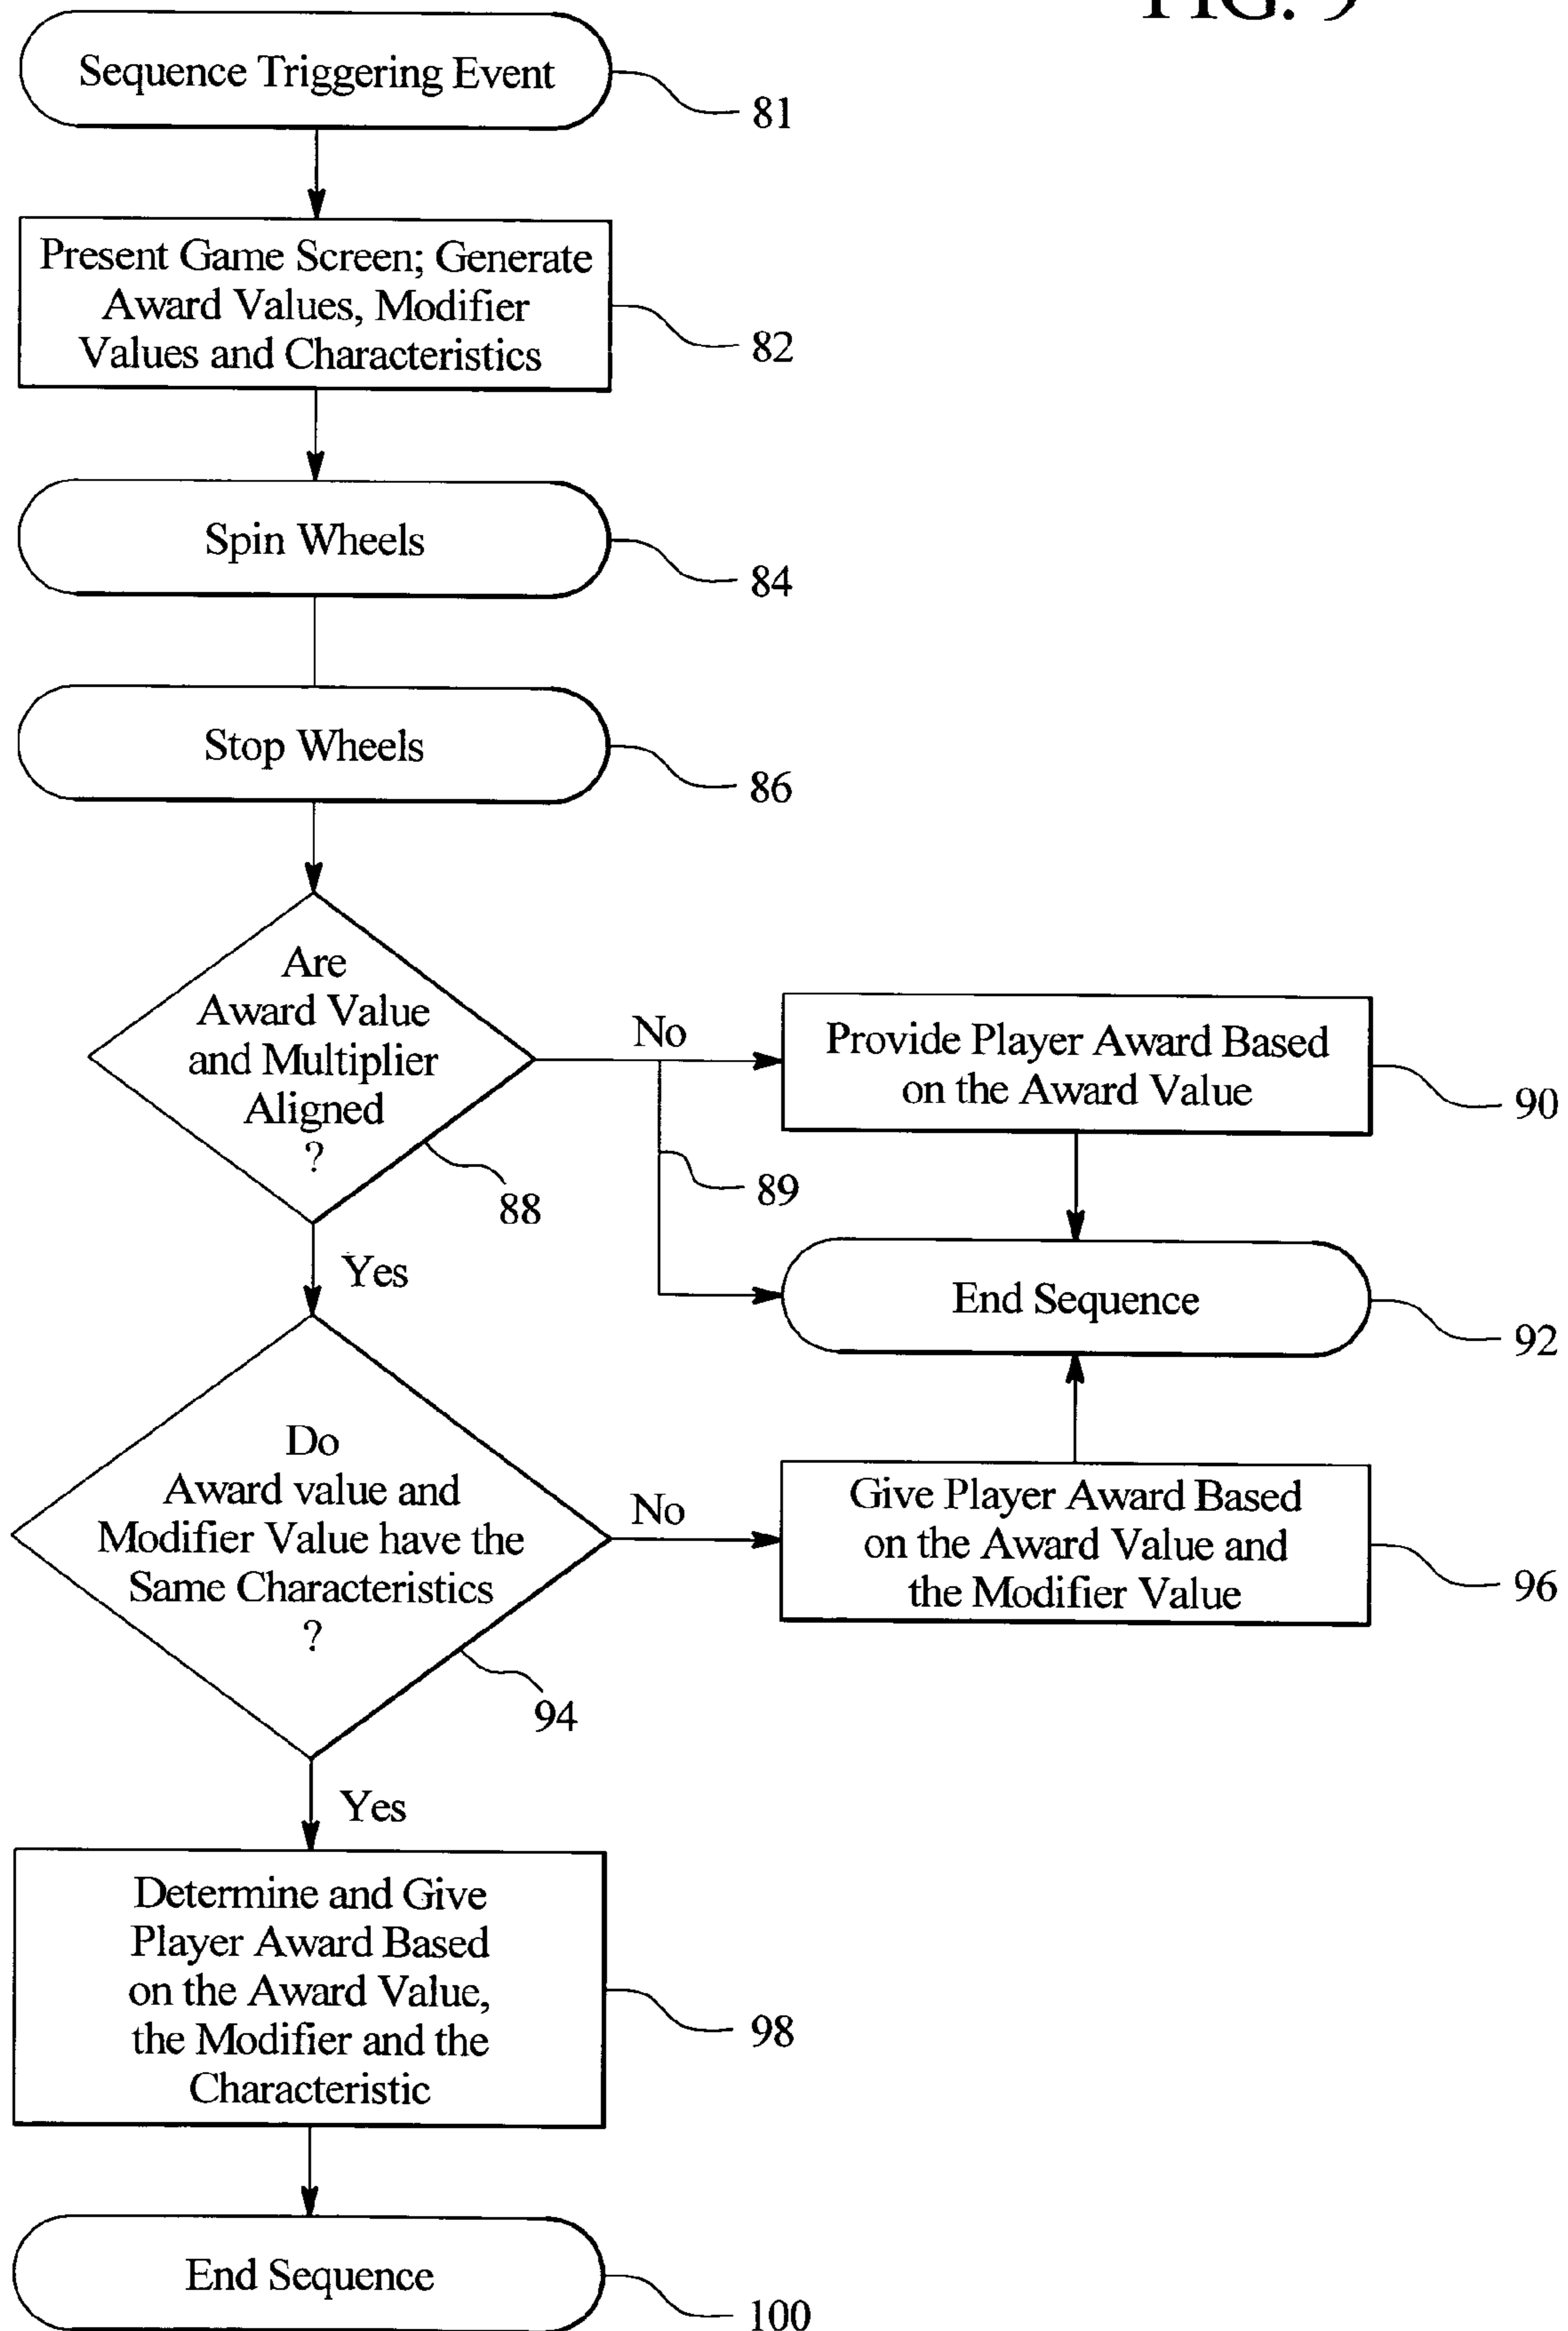 FIG. 9
Sequence Triggering Event
81
Present Game Screen; Generate
Award Values, Modifier
Values and Characteristics
82
Spin Wheels
84
Stop Wheels
86
Are
Award Value
and Multiplier
Aligned
?
88
No
89
Provide Player Award Based
on the Award Value
90
End Sequence
92
Yes
Do
Award value and
Modifier Value have the
Same Characteristics
?
94
No
Give Player Award Based
on the Award Value and
the Modifier Value
96
Yes
Determine and Give
Player Award Based
on the Award Value,
the Modifier and the
Characteristic
98
End Sequence
100